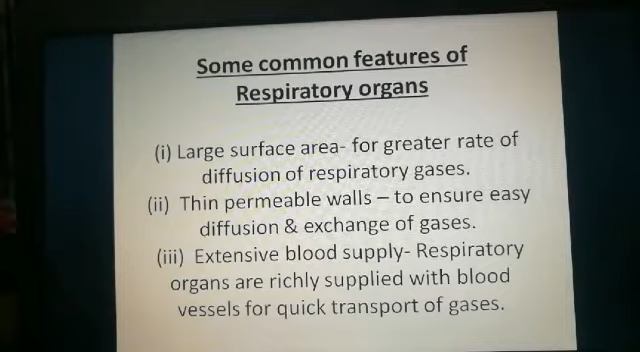 Some common features of
Respiratory organs
(i) Large surface area- for greater rate of
diffusion of respiratory gases.
(ii) Thin permeable walls – to ensure easy
diffusion & exchange of gases.
(iii) Extensive blood supply- Respiratory
organs are richly supplied with blood
vessels for quick transport of gases.